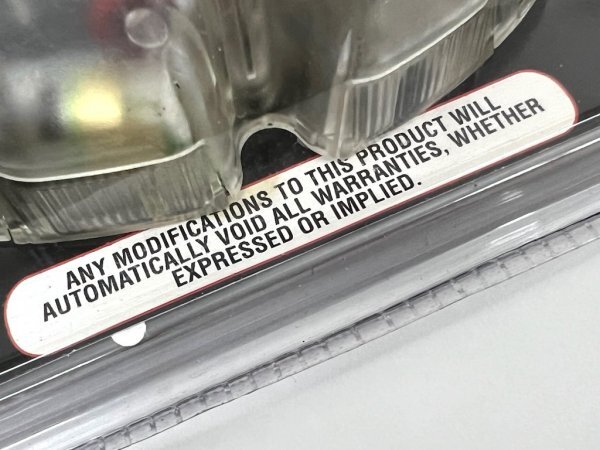 ANY MODIFICATIONS TO THIS PRODUCT WILL
AUTOMATICALLY VOID ALL WARRANTIES, WHETHER
EXPRESSED OR IMPLIED.